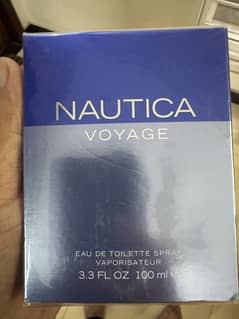 NAUTICA
VOYAGE
EAU DE TOILETTE SPRAY
VAPORISATEUR
3.3 FL OZ 100 ml